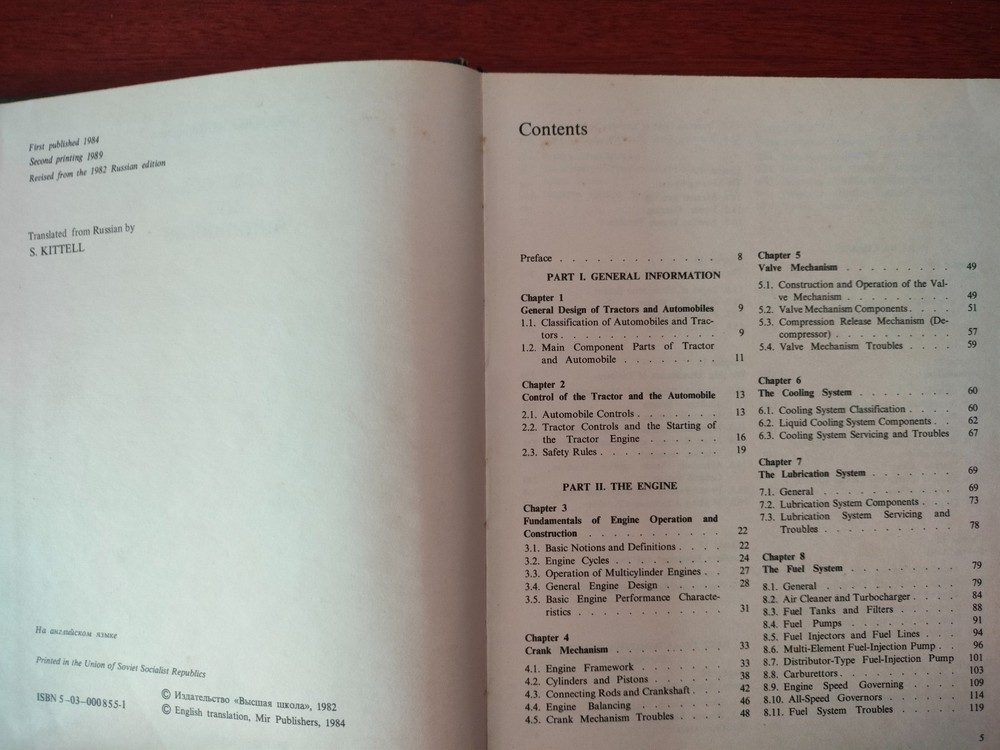 First published 1984
Second printing 1989
Revised from the 1982 Russian edition
Translated from Russian by
S. KITTELL
На английском языке
Printed in the Union of Soviet Socialist Republics
ISBN 5-03-000855-1
© Издательство «Высшая школа», 1982
© English translation, Mir Publishers, 1984
Contents
Preface . . . . . . . . . . . . . 8
PART I. GENERAL INFORMATION
Chapter 1
General Design of Tractors and Automobiles 9
1.1. Classification of Automobiles and Trac-
tors . . . . . . . . . . . . . 9
1.2. Main Component Parts of Tractor
and Automobile . . . . . . . . 11
Chapter 2
Control of the Tractor and the Automobile 13
2.1. Automobile Controls . . . . . . . 13
2.2. Tractor Controls and the Starting of
the Tractor Engine . . . . . . 16
2.3. Safety Rules . . . . . . . . . . 19
PART II. THE ENGINE
Chapter 3
Fundamentals of Engine Operation and
Construction . . . . . . . . . . 22
3.1. Basic Notions and Definitions . . . . 22
3.2. Engine Cycles . . . . . . . . . 24
3.3. Operation of Multicylinder Engines . . 27
3.4. General Engine Design . . . . . 28
3.5. Basic Engine Performance Characte-
ristics . . . . . . . . . . . . 31
Chapter 4
Crank Mechanism . . . . . . . . 33
4.1. Engine Framework . . . . . . . 33
4.2. Cylinders and Pistons . . . . . . 38
4.3. Connecting Rods and Crankshaft . . . 42
4.4. Engine Balancing . . . . . . . 46
4.5. Crank Mechanism Troubles . . . . 48
Chapter 5
Valve Mechanism . . . . . . . . . 49
5.1. Construction and Operation of the Val-
ve Mechanism . . . . . . . . . 49
5.2. Valve Mechanism Components . . . . 51
5.3. Compression Release Mechanism (De-
compressor) . . . . . . . . . . 57
5.4. Valve Mechanism Troubles . . . . 59
Chapter 6
The Cooling System . . . . . . . . 60
6.1. Cooling System Classification . . . . 60
6.2. Liquid Cooling System Components . . 62
6.3. Cooling System Servicing and Troubles 67
Chapter 7
The Lubrication System . . . . . . . 69
7.1. General . . . . . . . . . . . 69
7.2. Lubrication System Components . . . 73
7.3. Lubrication System Servicing and
Troubles . . . . . . . . . . . 78
Chapter 8
The Fuel System . . . . . . . . . 79
8.1. General . . . . . . . . . . . 79
8.2. Air Cleaner and Turbocharger . . . . 84
8.3. Fuel Tanks and Filters . . . . . 88
8.4. Fuel Pumps . . . . . . . . . 91
8.5. Fuel Injectors and Fuel Lines . . . 94
8.6. Multi-Element Fuel-Injection Pump . . 96
8.7. Distributor-Type Fuel-Injection Pump 101
8.8. Carburettors . . . . . . . . . 103
8.9. Engine Speed Governing . . . . . 109
8.10. All-Speed Governors . . . . . . 114
8.11. Fuel System Troubles . . . . . 119
5